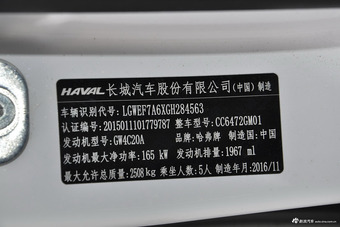 HAVAL 长城汽车股份有限公司(中国)制造
车辆识别代号: LGWEF7A6XGH284563
认证编号: 2015011101779787 整车型号: CC6472GM01
发动机型号: GW4C20A 品牌: 哈弗牌 制造国: 中国
发动机最大净功率: 165 kW 发动机排量: 1967 ml
最大允许总质量: 2508 kg 乘坐人数: 5人 制造年月: 2016/11